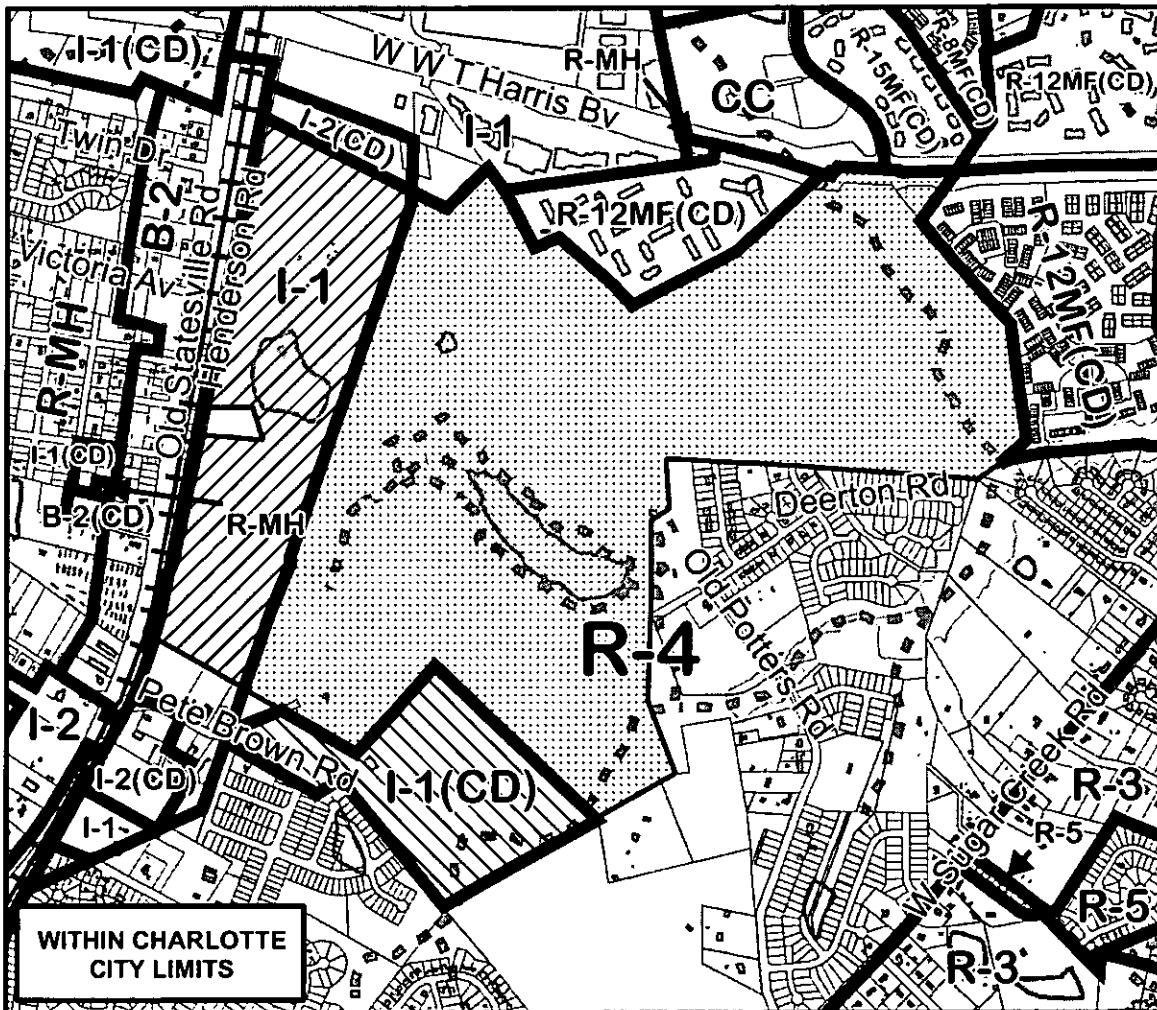 I-1(CD)
W W T Harris Bv
R-MH
CC
R-15MF(CD)
R-8MF(CD)
R-12MF(CD)
Twin Dr
B-2
I-2(CD)
I-1
R-12MF(CD)
Victoria Av
Old Statesville Rd
Henderson Rd
I-1
R-12MF(CD)
R-MH
I-1(CD)
B-2(CD)
R-MH
Deerton Rd
Old Potters Rd
R-4
Pete Brown Rd
I-2
I-2(CD)
I-1
I-1(CD)
W Sugar Creek Rd
R-3
R-5
R-5
R-3
WITHIN CHARLOTTE
CITY LIMITS